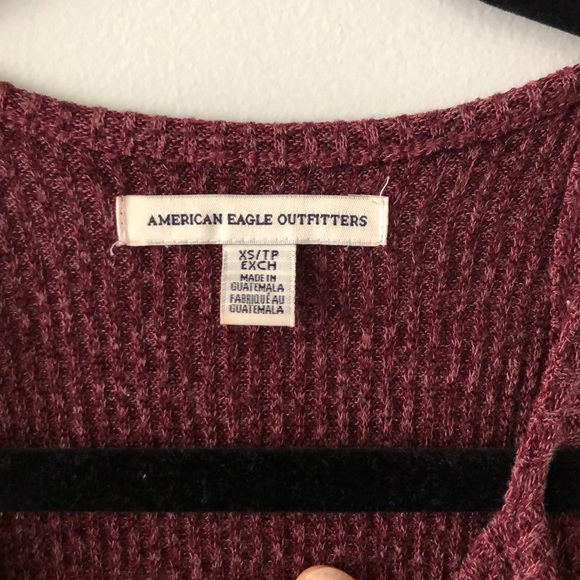 AMERICAN EAGLE OUTFITTERS
XS/TP
EXCH
MADE IN
GUATEMALA
FABRIQUÉ AU
GUATEMALA